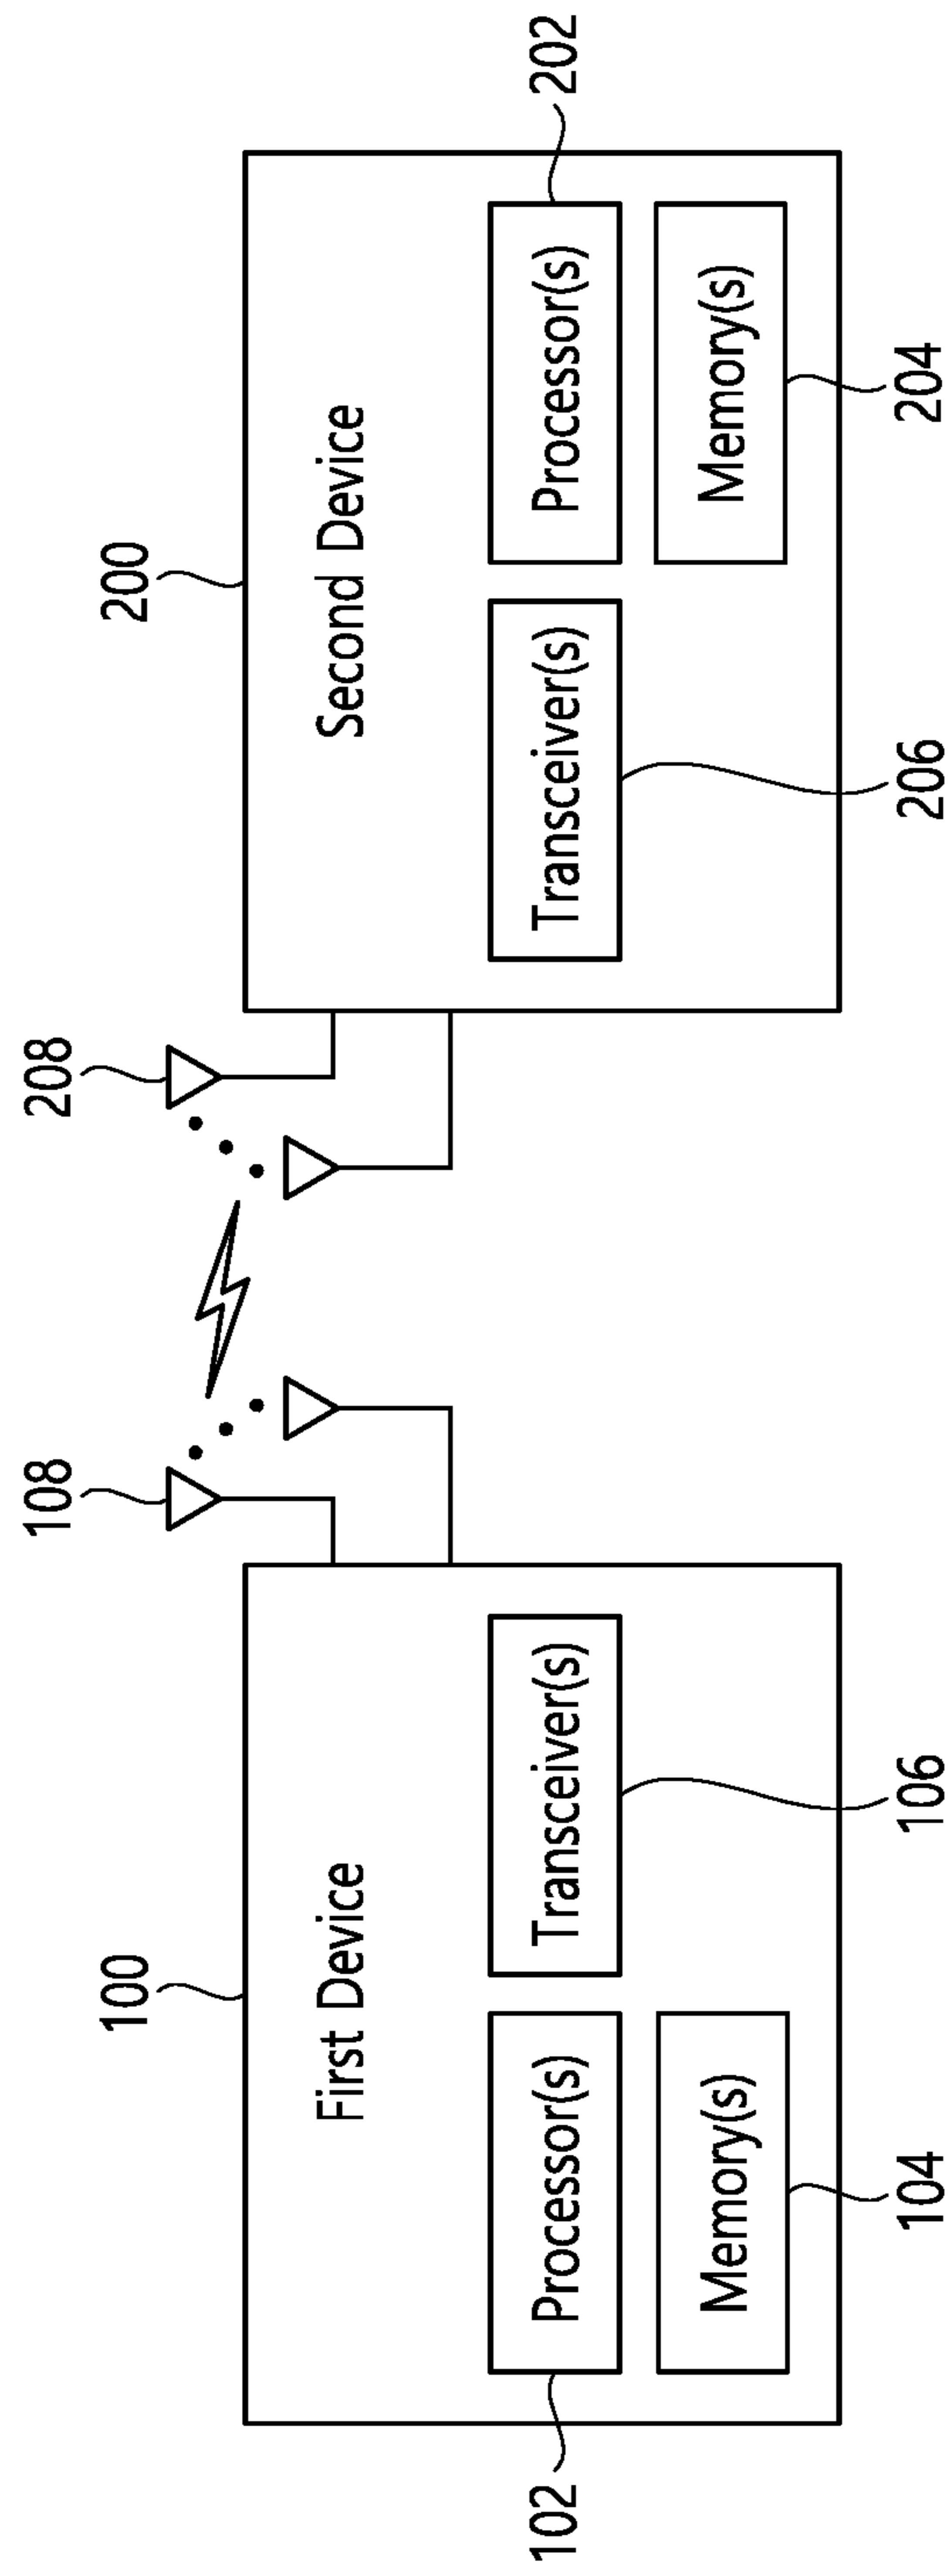 108
208
100
200
First Device
Second Device
102
Processor(s)
Transceiver(s)
Transceiver(s)
Processor(s)
202
Memory(s)
Memory(s)
104
106
206
204